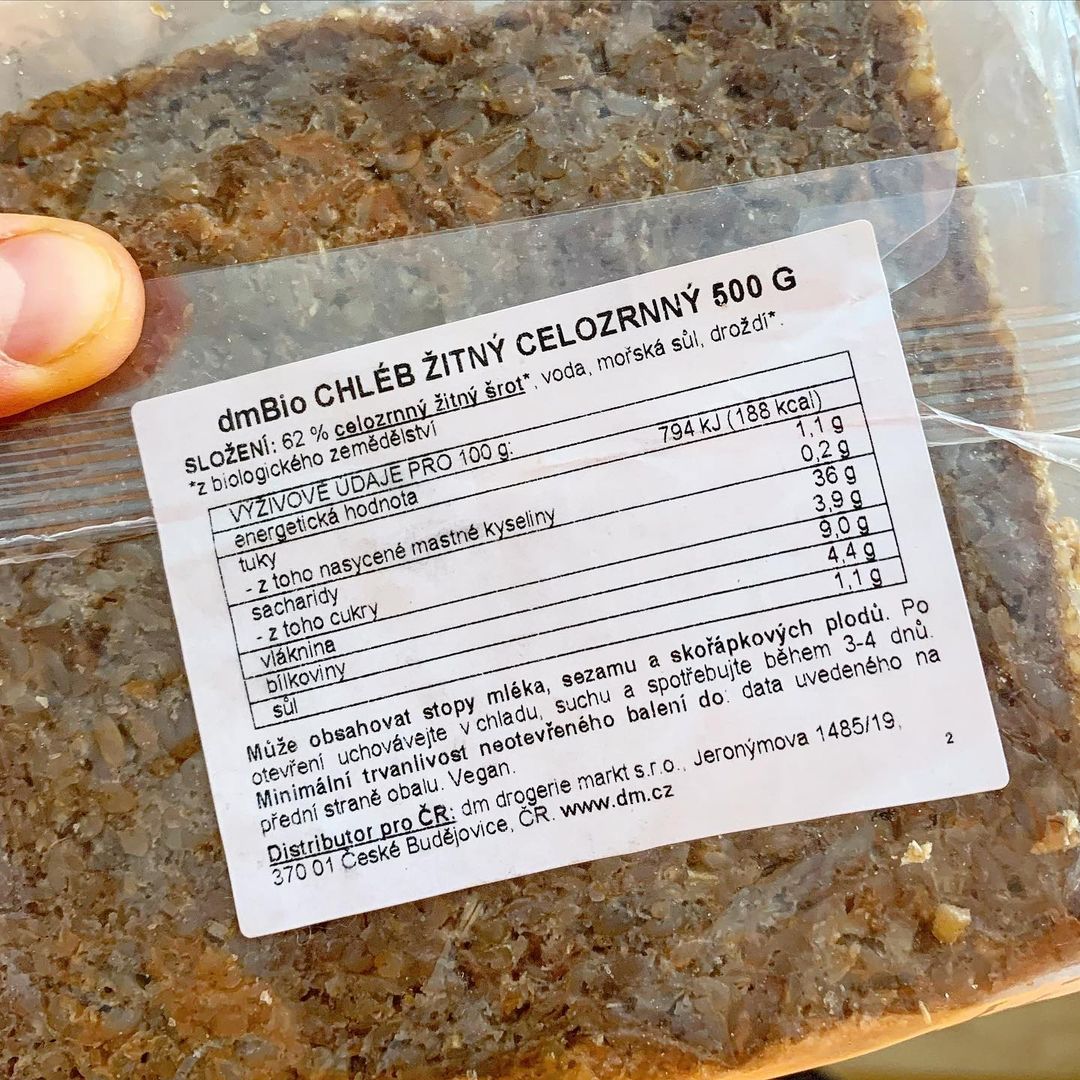 dmBio CHLÉB ŽITNÝ CELOZRNNÝ 500 G
SLOŽENÍ: 62 % celozrnný žitný šrot*, voda, mořská sůl, droždí*.
*z biologického zemědělství
VÝŽIVOVÉ ÚDAJE PRO 100 g:
energetická hodnota 794 kJ (188 kcal)
tuky 1,1 g
- z toho nasycené mastné kyseliny 0,2 g
sacharidy 36 g
- z toho cukry 3,9 g
vláknina 9,0 g
bílkoviny 4,4 g
sůl 1,1 g
Může obsahovat stopy mléka, sezamu a skořápkových plodů. Po
otevření uchovávejte v chladu, suchu a spotřebujte během 3-4 dnů.
Minimální trvanlivost neotevřeného balení do: data uvedeného na
přední straně obalu. Vegan.
Distributor pro ČR: dm drogerie markt s.r.o., Jeronýmova 1485/19,
370 01 České Budějovice, ČR. www.dm.cz
2